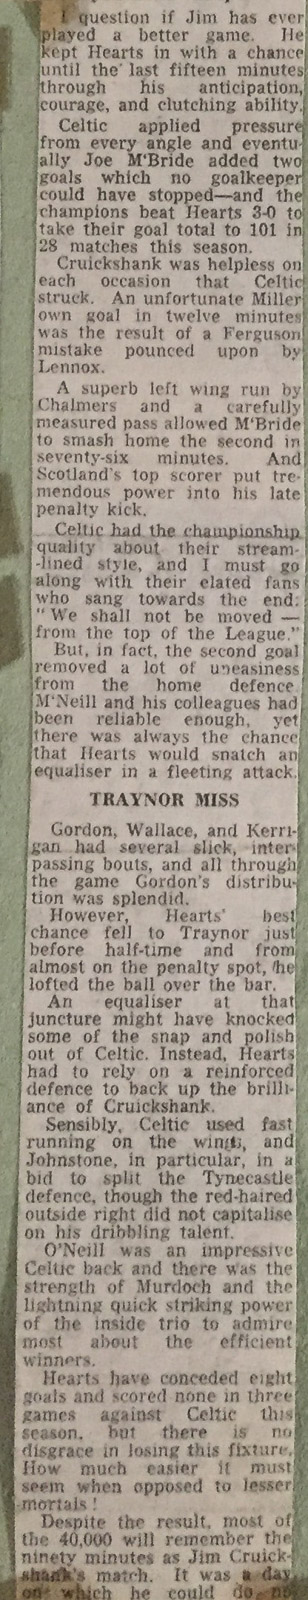 I question if Jim has ever
played a better game. He
kept Hearts in with a chance
until the last fifteen minutes
through his anticipation,
courage, and clutching ability.
Celtic applied pressure
from every angle and eventu-
ally Joe M'Bride added two
goals which no goalkeeper
could have stopped—and the
champions beat Hearts 3-0 to
take their goal total to 101 in
28 matches this season.
Cruickshank was helpless on
each occasion that Celtic
struck. An unfortunate Miller
own goal in twelve minutes
was the result of a Ferguson
mistake pounced upon by
Lennox.
A superb left wing run by
Chalmers and a carefully
measured pass allowed M'Bride
to smash home the second in
seventy-six minutes. And
Scotland's top scorer put tre-
mendous power into his late
penalty kick.
Celtic had the championship
quality about their stream-
-lined style, and I must go
along with their elated fans
who sang towards the end:
"We shall not be moved —
from the top of the League."
But, in fact, the second goal
removed a lot of uneasiness
from the home defence.
M'Neill and his colleagues had
been reliable enough, yet
there was always the chance
that Hearts would snatch an
equaliser in a fleeting attack.
TRAYNOR MISS
Gordon, Wallace, and Kerri-
gan had several slick, inter-
passing bouts, and all through
the game Gordon's distribu-
tion was splendid.
However, Hearts' best
chance fell to Traynor just
before half-time and from
almost on the penalty spot, he
lofted the ball over the bar.
An equaliser at that
juncture might have knocked
some of the snap and polish
out of Celtic. Instead, Hearts
had to rely on a reinforced
defence to back up the brilli-
ance of Cruickshank.
Sensibly, Celtic used fast
running on the wings, and
Johnstone, in particular, in a
bid to split the Tynecastle
defence, though the red-haired
outside right did not capitalise
on his dribbling talent.
O'Neill was an impressive
Celtic back and there was the
strength of Murdoch and the
lightning quick striking power
of the inside trio to admire
most about the efficient
winners.
Hearts have conceded eight
goals and scored none in three
games against Celtic this
season, but there is no
disgrace in losing this fixture.
How much easier it must
seem when opposed to lesser
mortals!
Despite the result, most of
the 40,000 will remember the
ninety minutes as Jim Cruick-
shank's match. It was a day
on which he could do no